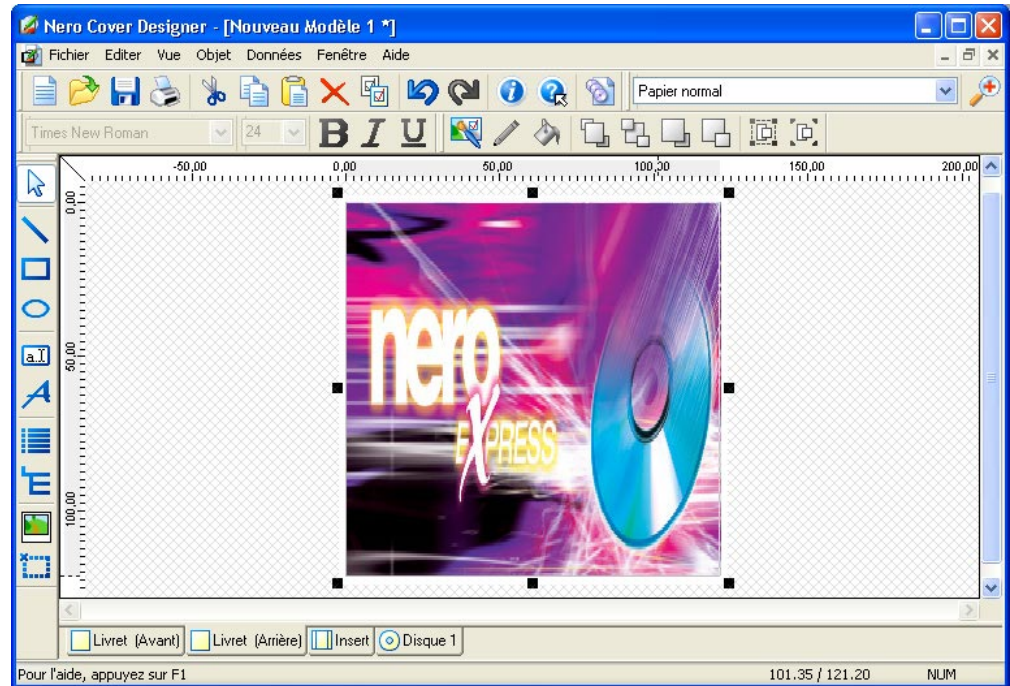 Nero Cover Designer - [Nouveau Modèle 1 *]
Fichier Editer Vue Objet Données Fenêtre Aide
Papier normal
Times New Roman 24 B I U
-50,00 0,00 50,00 100,00 150,00 200,00
0,00
50,00
100,00
a.I
A
E
nero
EXPRESS
Livret (Avant) Livret (Arrière) Insert Disque 1
Pour l'aide, appuyez sur F1 101.35 / 121.20 NUM